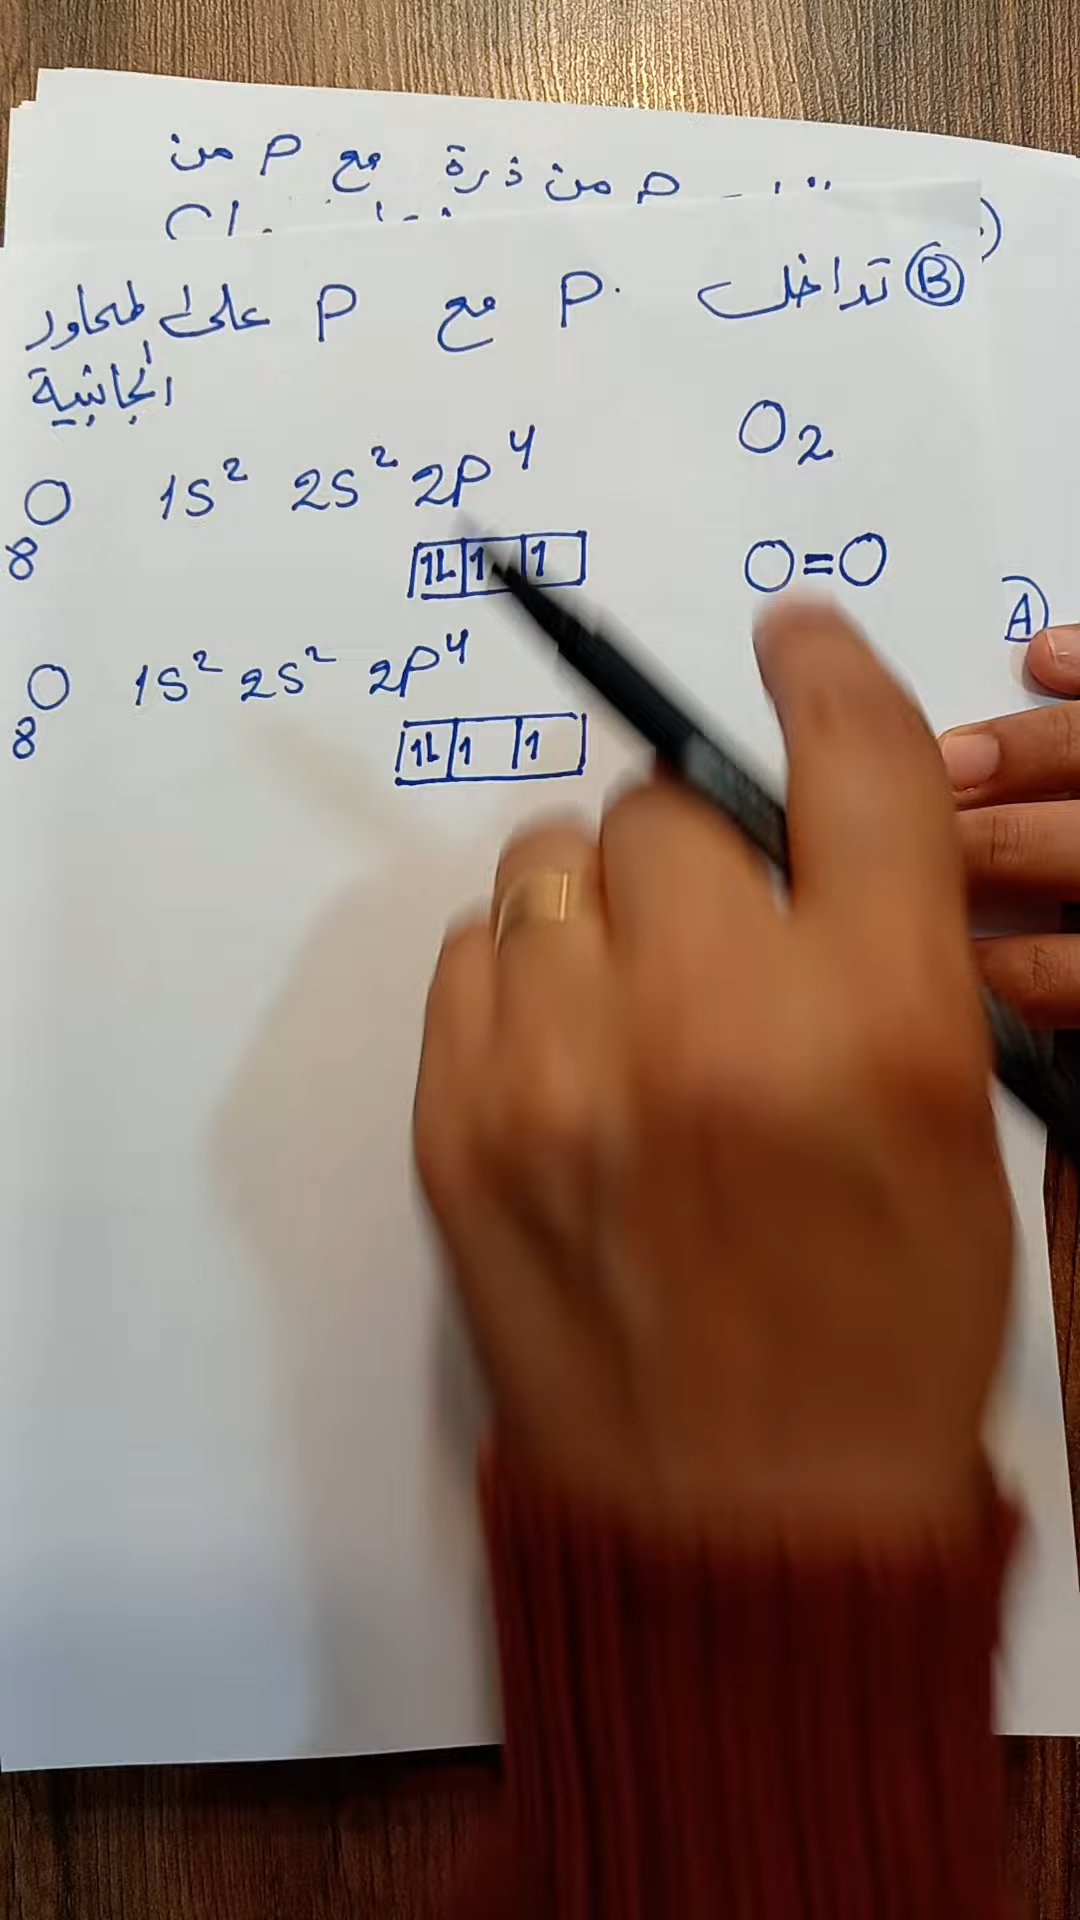 من ذرة مع P من
B تداخل P مع P على المحاور
الجانبية
O₂
8O 1s² 2s² 2p⁴
1L 1 1
O=O
A
8O 1s² 2s² 2p⁴
1L 1 1